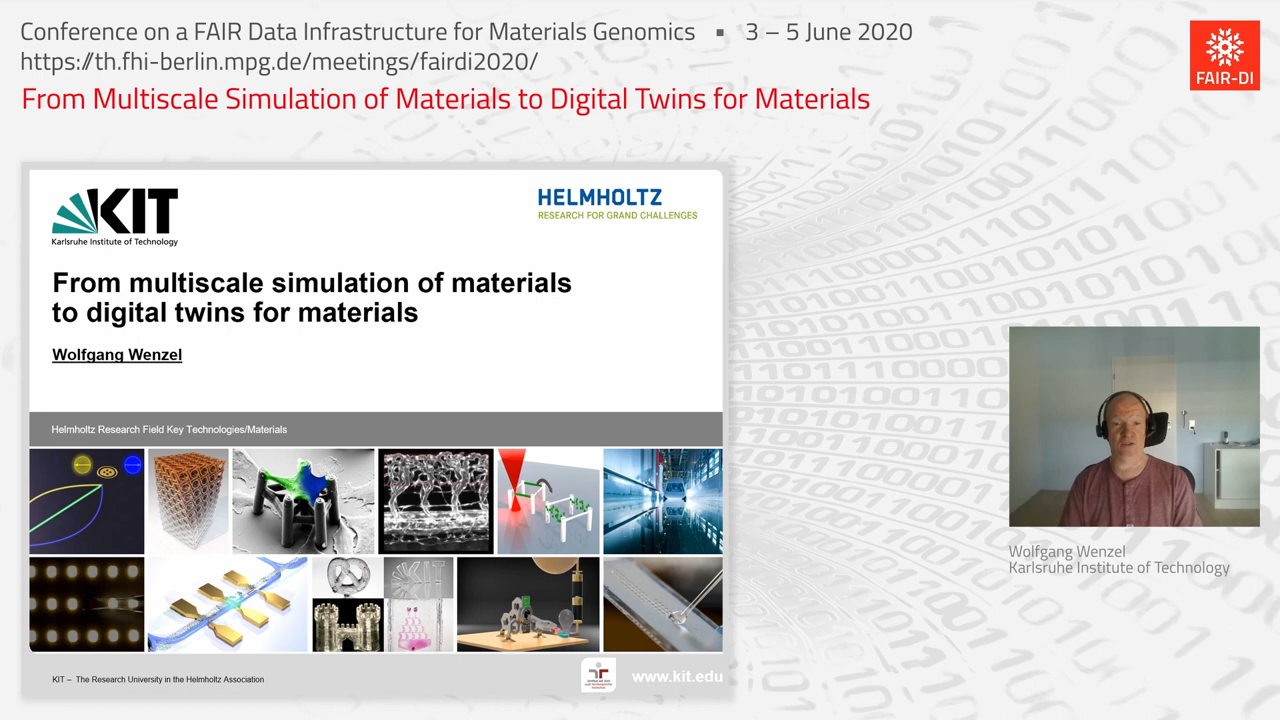 Conference on a FAIR Data Infrastructure for Materials Genomics ▪ 3 – 5 June 2020
https://th.fhi-berlin.mpg.de/meetings/fairdi2020/
FAIR-DI
From Multiscale Simulation of Materials to Digital Twins for Materials
KIT
Karlsruhe Institute of Technology
HELMHOLTZ
RESEARCH FOR GRAND CHALLENGES
From multiscale simulation of materials
to digital twins for materials
Wolfgang Wenzel
Helmholtz Research Field Key Technologies/Materials
KIT
KIT – The Research University in the Helmholtz Association
www.kit.edu
Wolfgang Wenzel
Karlsruhe Institute of Technology